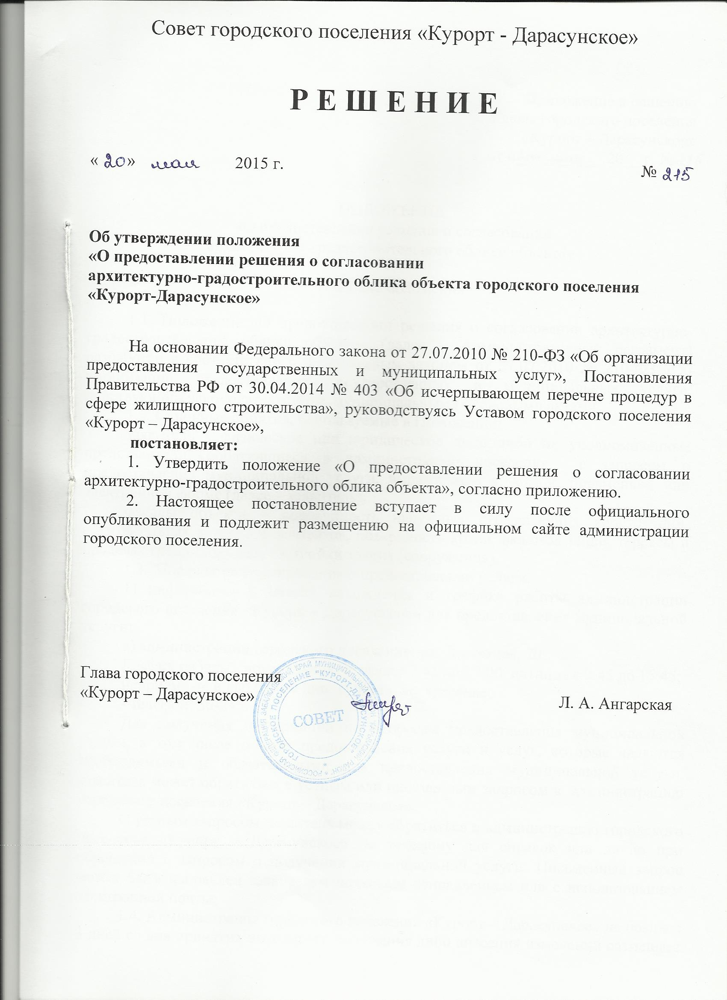 Совет городского поселения «Курорт - Дарасунское»
Р Е Ш Е Н И Е
« 20 » мая 2015 г.
№ 215
Об утверждении положения
«О предоставлении решения о согласовании
архитектурно-градостроительного облика объекта городского поселения
«Курорт-Дарасунское»
На основании Федерального закона от 27.07.2010 № 210-ФЗ «Об организации
предоставления государственных и муниципальных услуг», Постановления
Правительства РФ от 30.04.2014 № 403 «Об исчерпывающем перечне процедур в
сфере жилищного строительства», руководствуясь Уставом городского поселения
«Курорт – Дарасунское»,
постановляет:
1. Утвердить положение «О предоставлении решения о согласовании
архитектурно-градостроительного облика объекта», согласно приложению.
2. Настоящее постановление вступает в силу после официального
опубликования и подлежит размещению на официальном сайте администрации
городского поселения.
Глава городского поселения
«Курорт – Дарасунское»
Л. А. Ангарская
РОССИЙСКАЯ ФЕДЕРАЦИЯ ЗАБАЙКАЛЬСКИЙ КРАЙ МУНИЦИПАЛЬНЫЙ РАЙОН "КАРЫМСКИЙ РАЙОН" *
ГОРОДСКОЕ ПОСЕЛЕНИЕ "КУРОРТ-ДАРАСУНСКОЕ" *
СОВЕТ